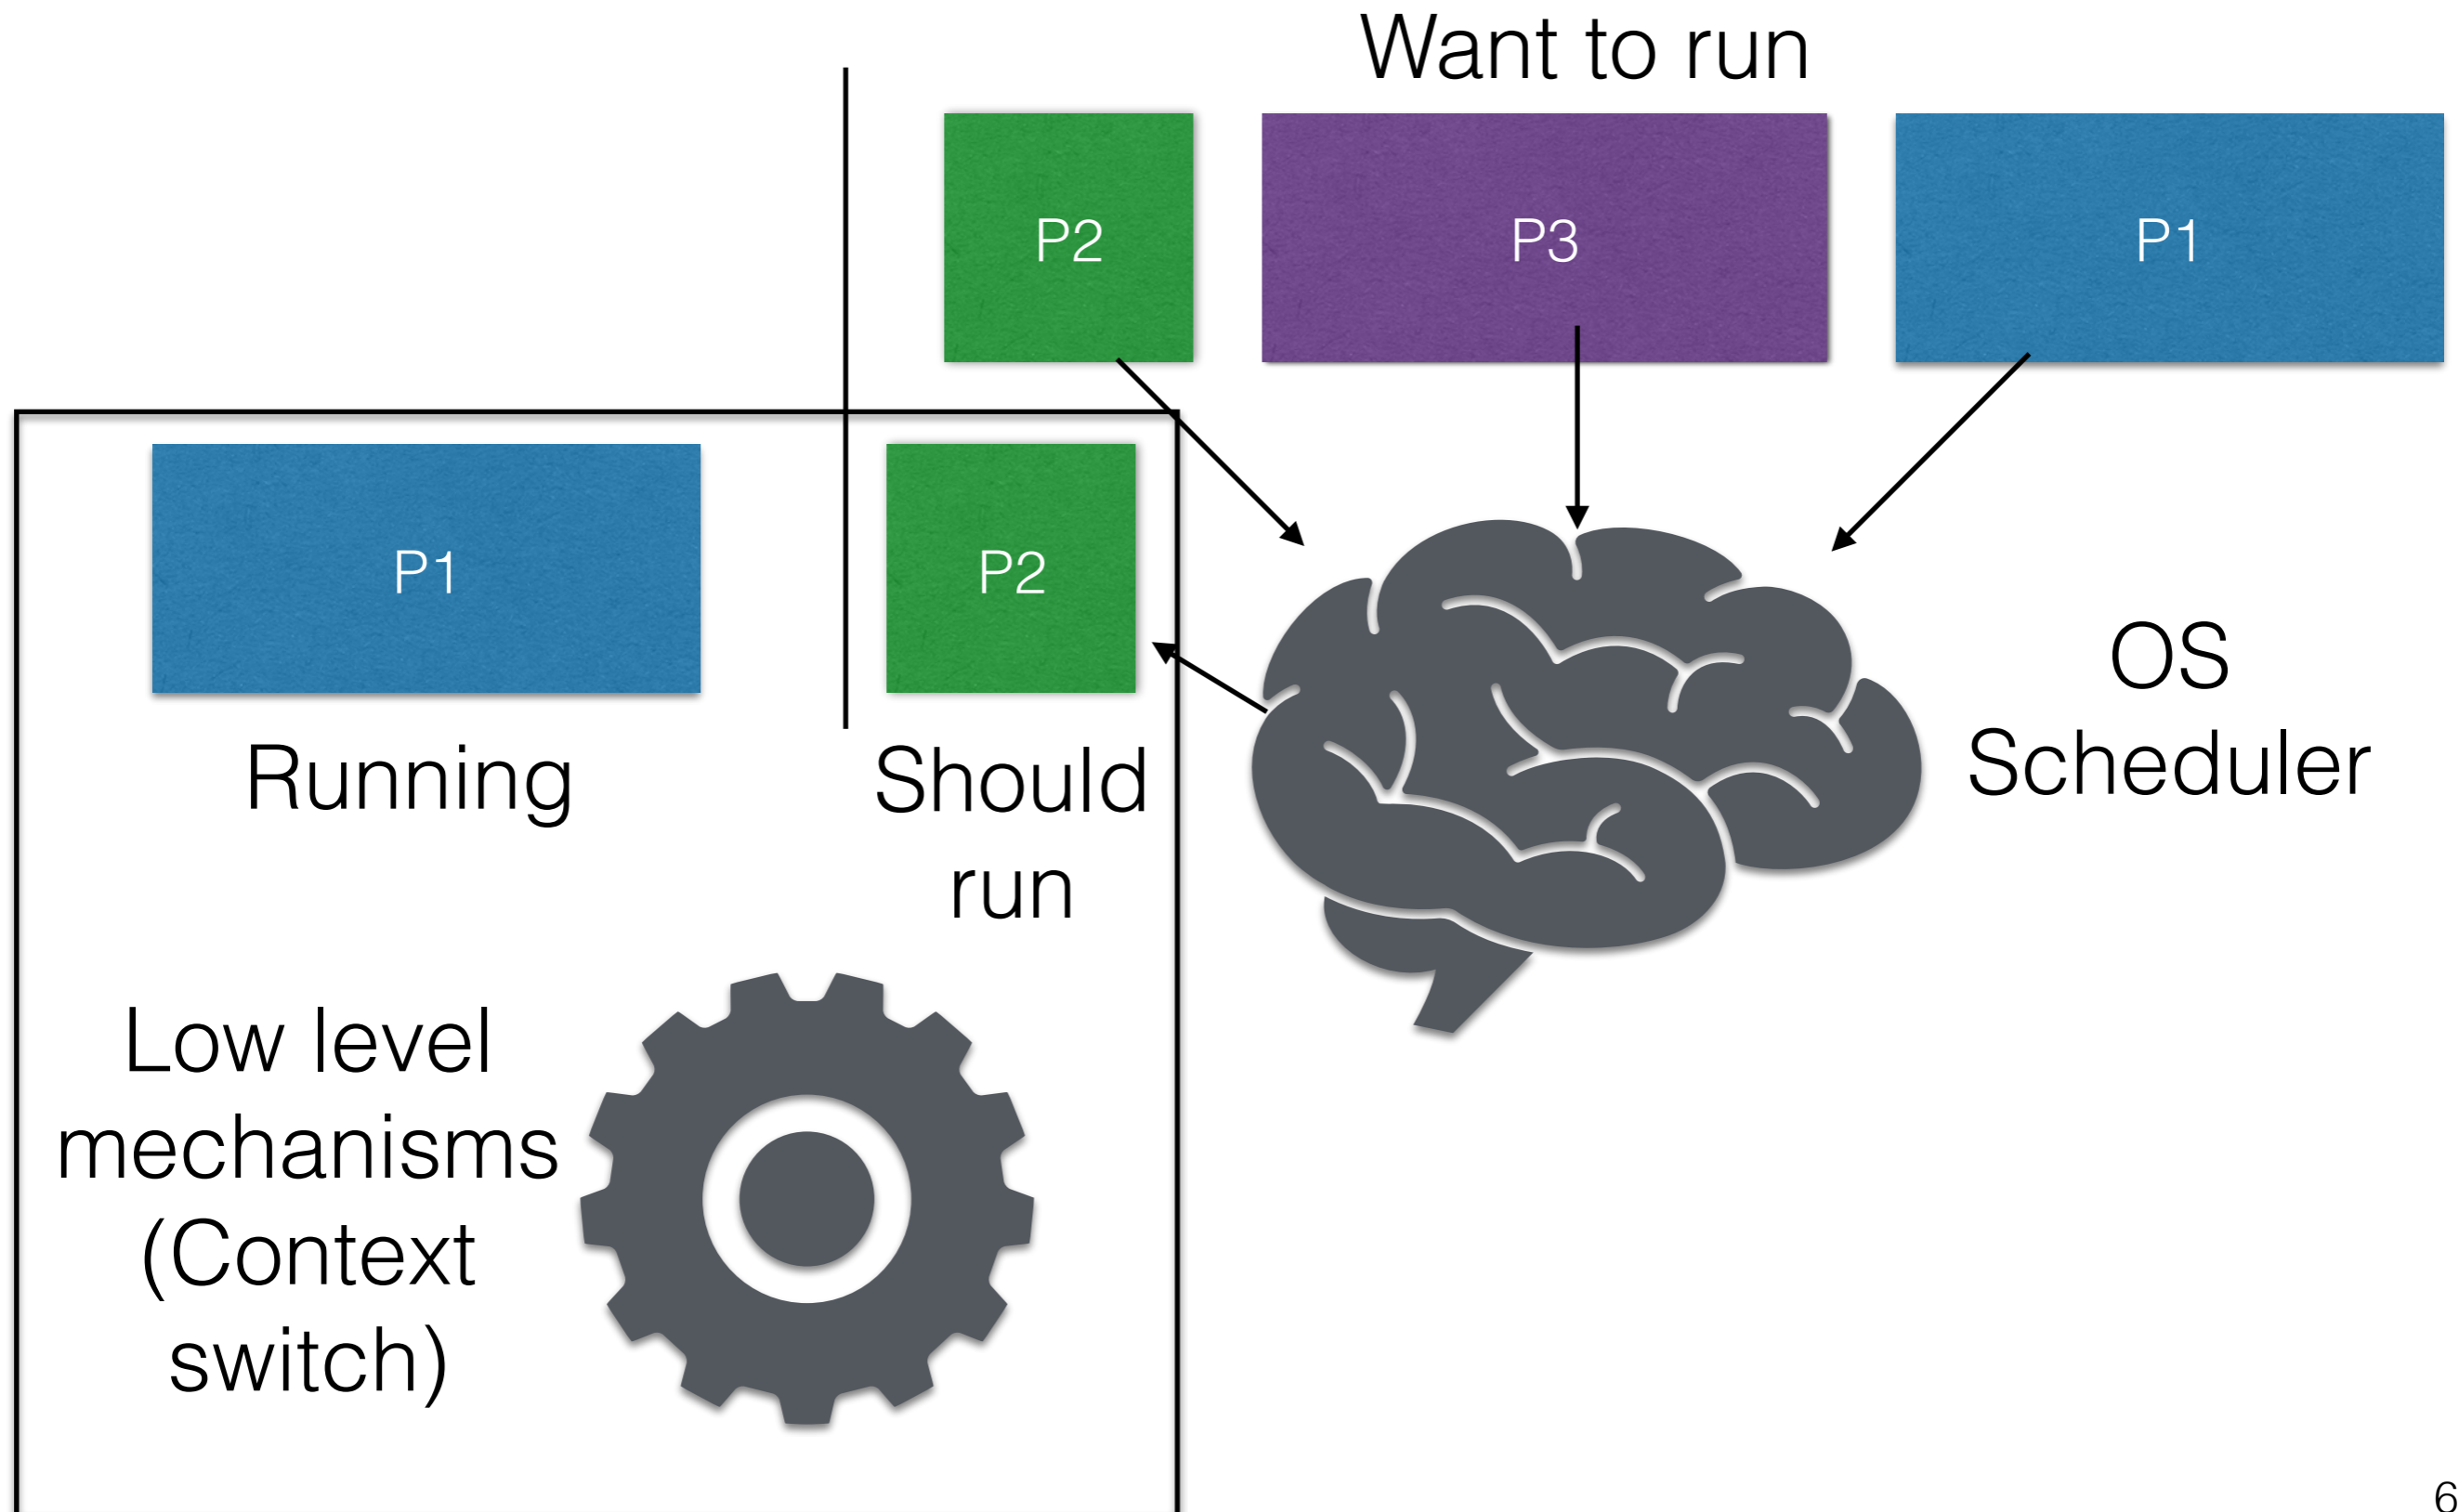 Want to run
P2
P3
P1
P1
P2
Running
Should
run
OS
Scheduler
Low level
mechanisms
(Context
switch)
6